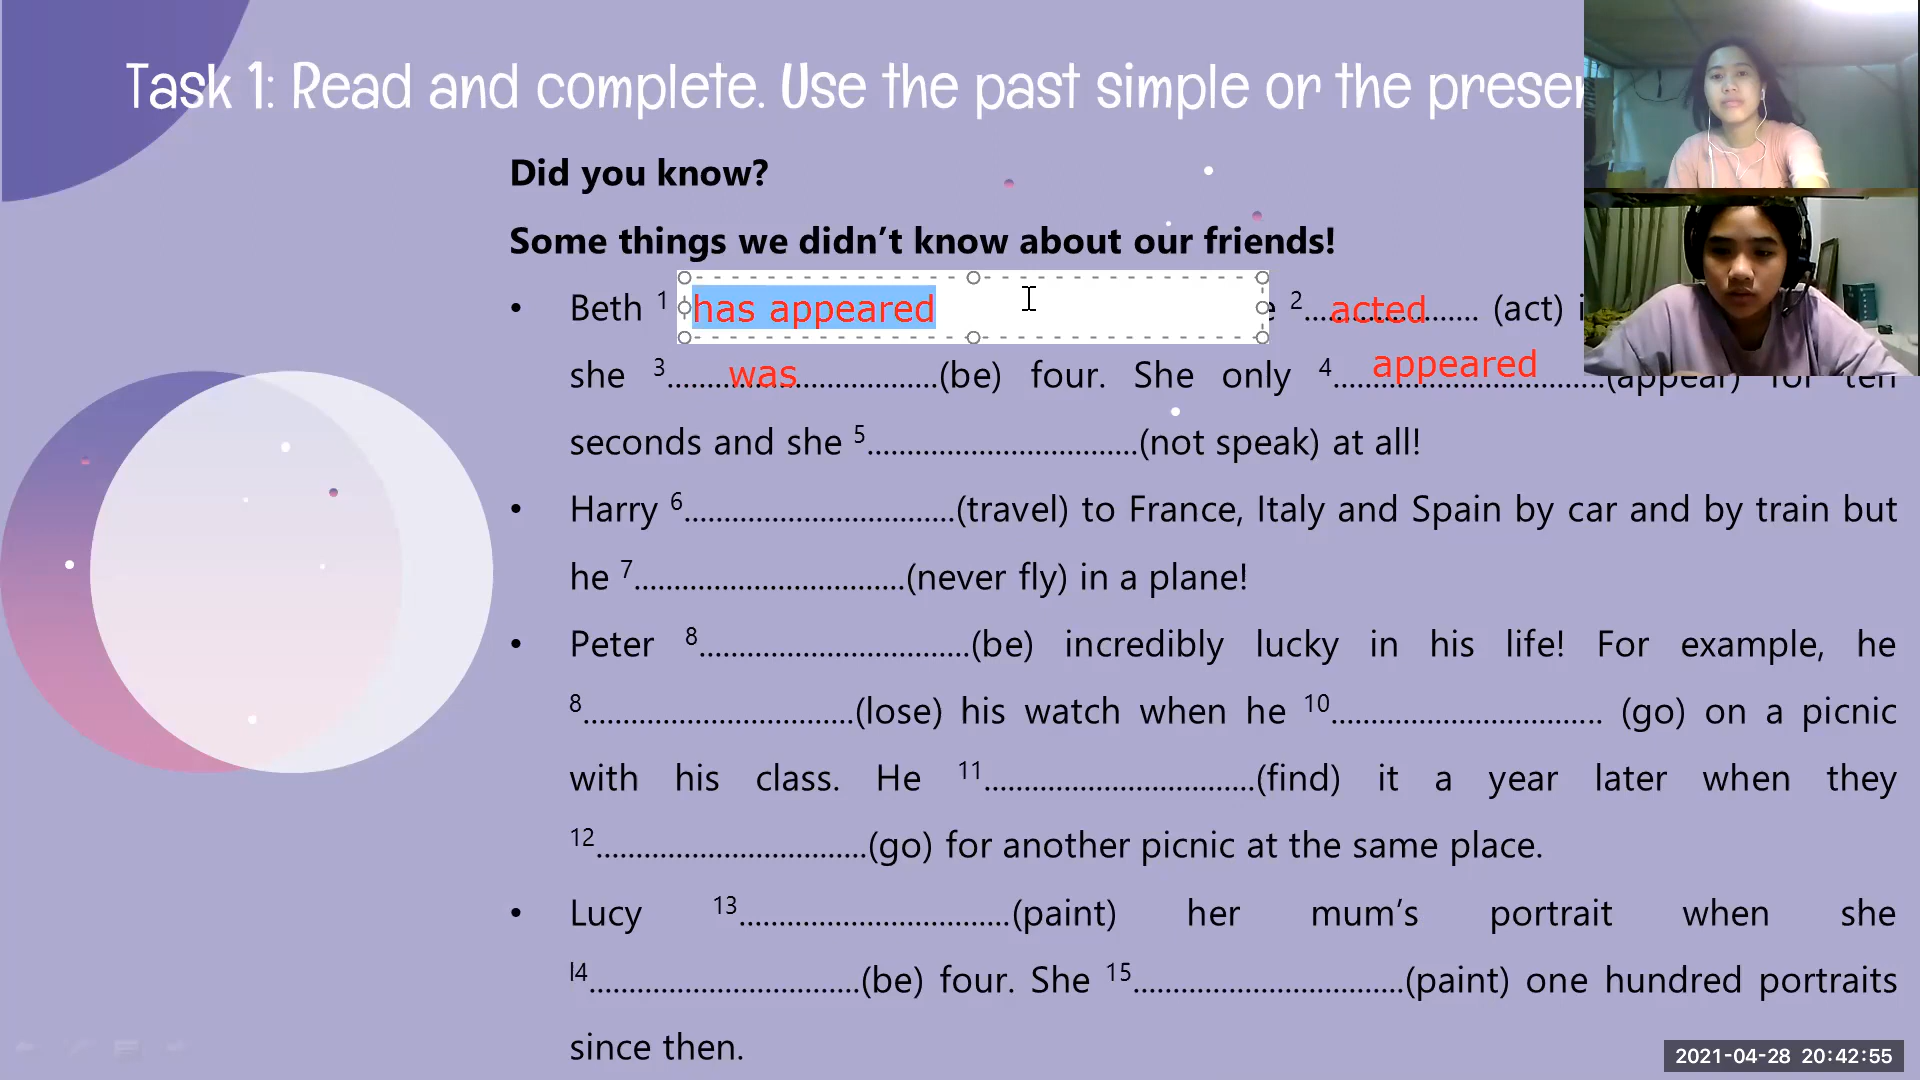 Task 1: Read and complete. Use the past simple or the presen
Did you know?
Some things we didn’t know about our friends!
• Beth 1 has appeared e 2..................... (act) i
acted
she 3..................................(be) four. She only 4..................................(appear) for ten
was appeared
seconds and she 5..................................(not speak) at all!
• Harry 6..................................(travel) to France, Italy and Spain by car and by train but
he 7..................................(never fly) in a plane!
• Peter 8..................................(be) incredibly lucky in his life! For example, he
8..................................(lose) his watch when he 10.................................. (go) on a picnic
with his class. He 11..................................(find) it a year later when they
12..................................(go) for another picnic at the same place.
• Lucy 13..................................(paint) her mum’s portrait when she
l4..................................(be) four. She 15..................................(paint) one hundred portraits
since then.
2021-04-28 20:42:55